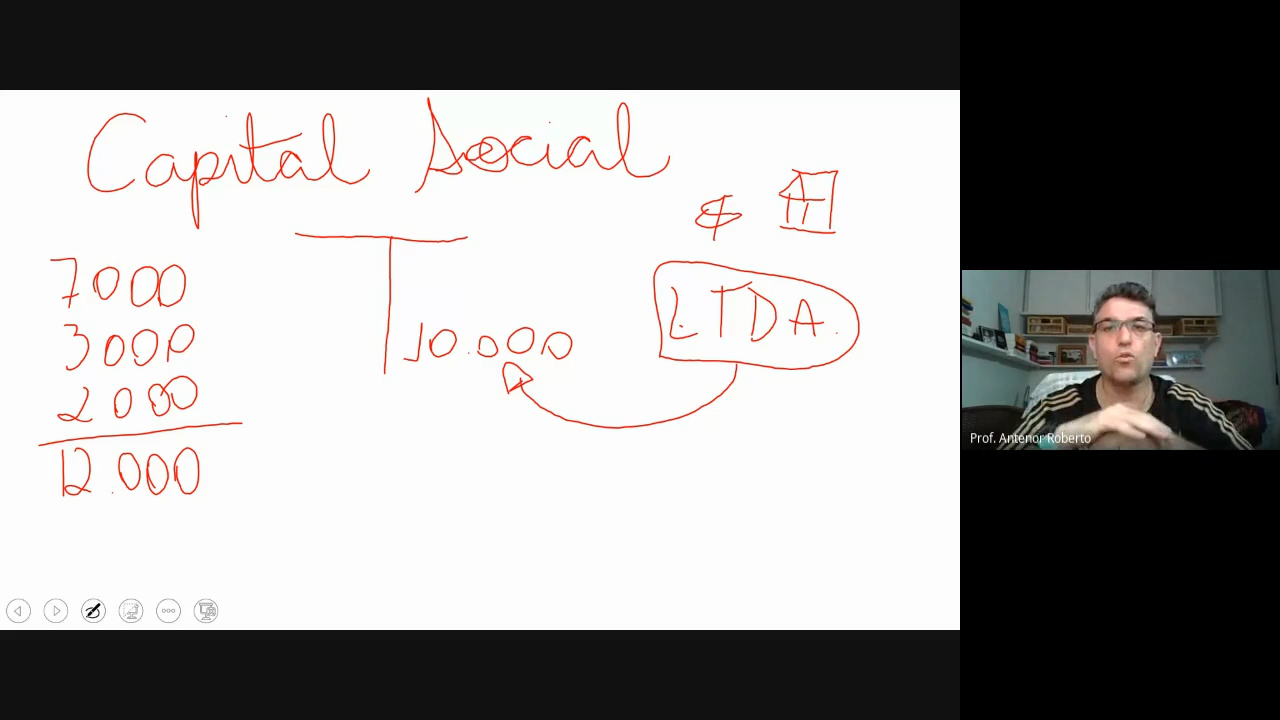 Capital Social
7000
3000
2000
12.000
10.000
LTDA.
Prof. Antenor Roberto